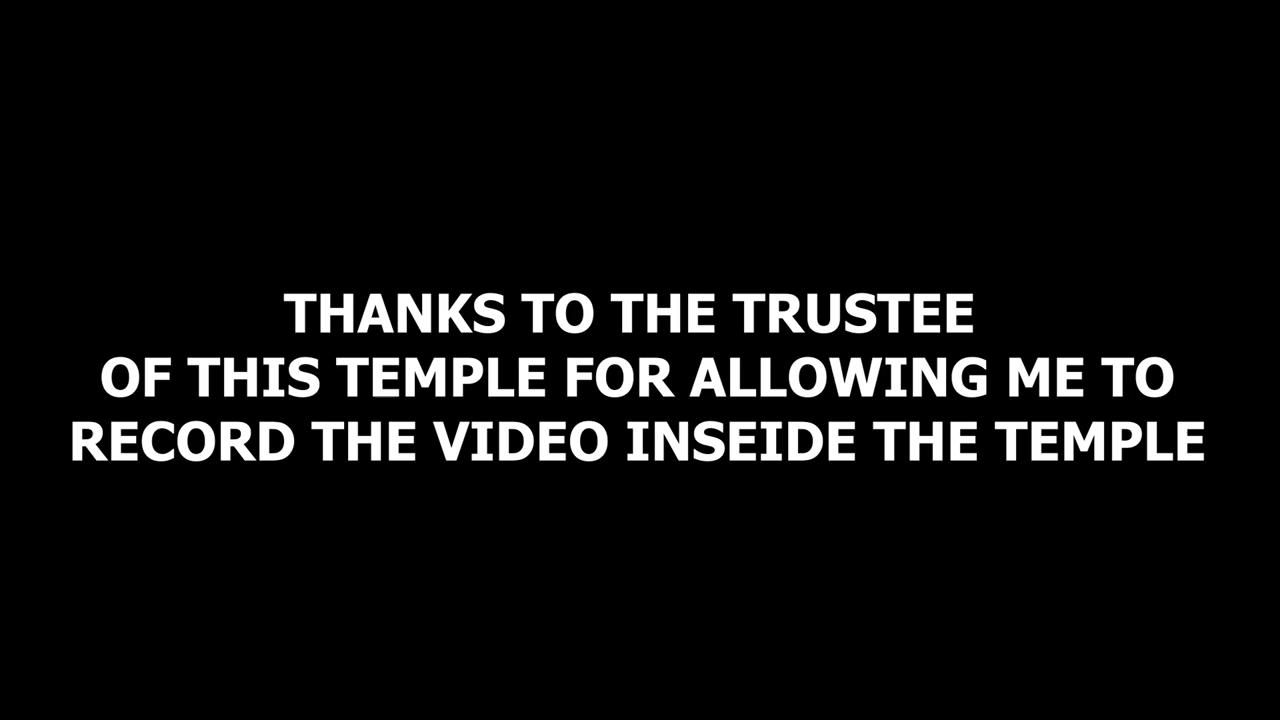 THANKS TO THE TRUSTEE
OF THIS TEMPLE FOR ALLOWING ME TO
RECORD THE VIDEO INSEIDE THE TEMPLE